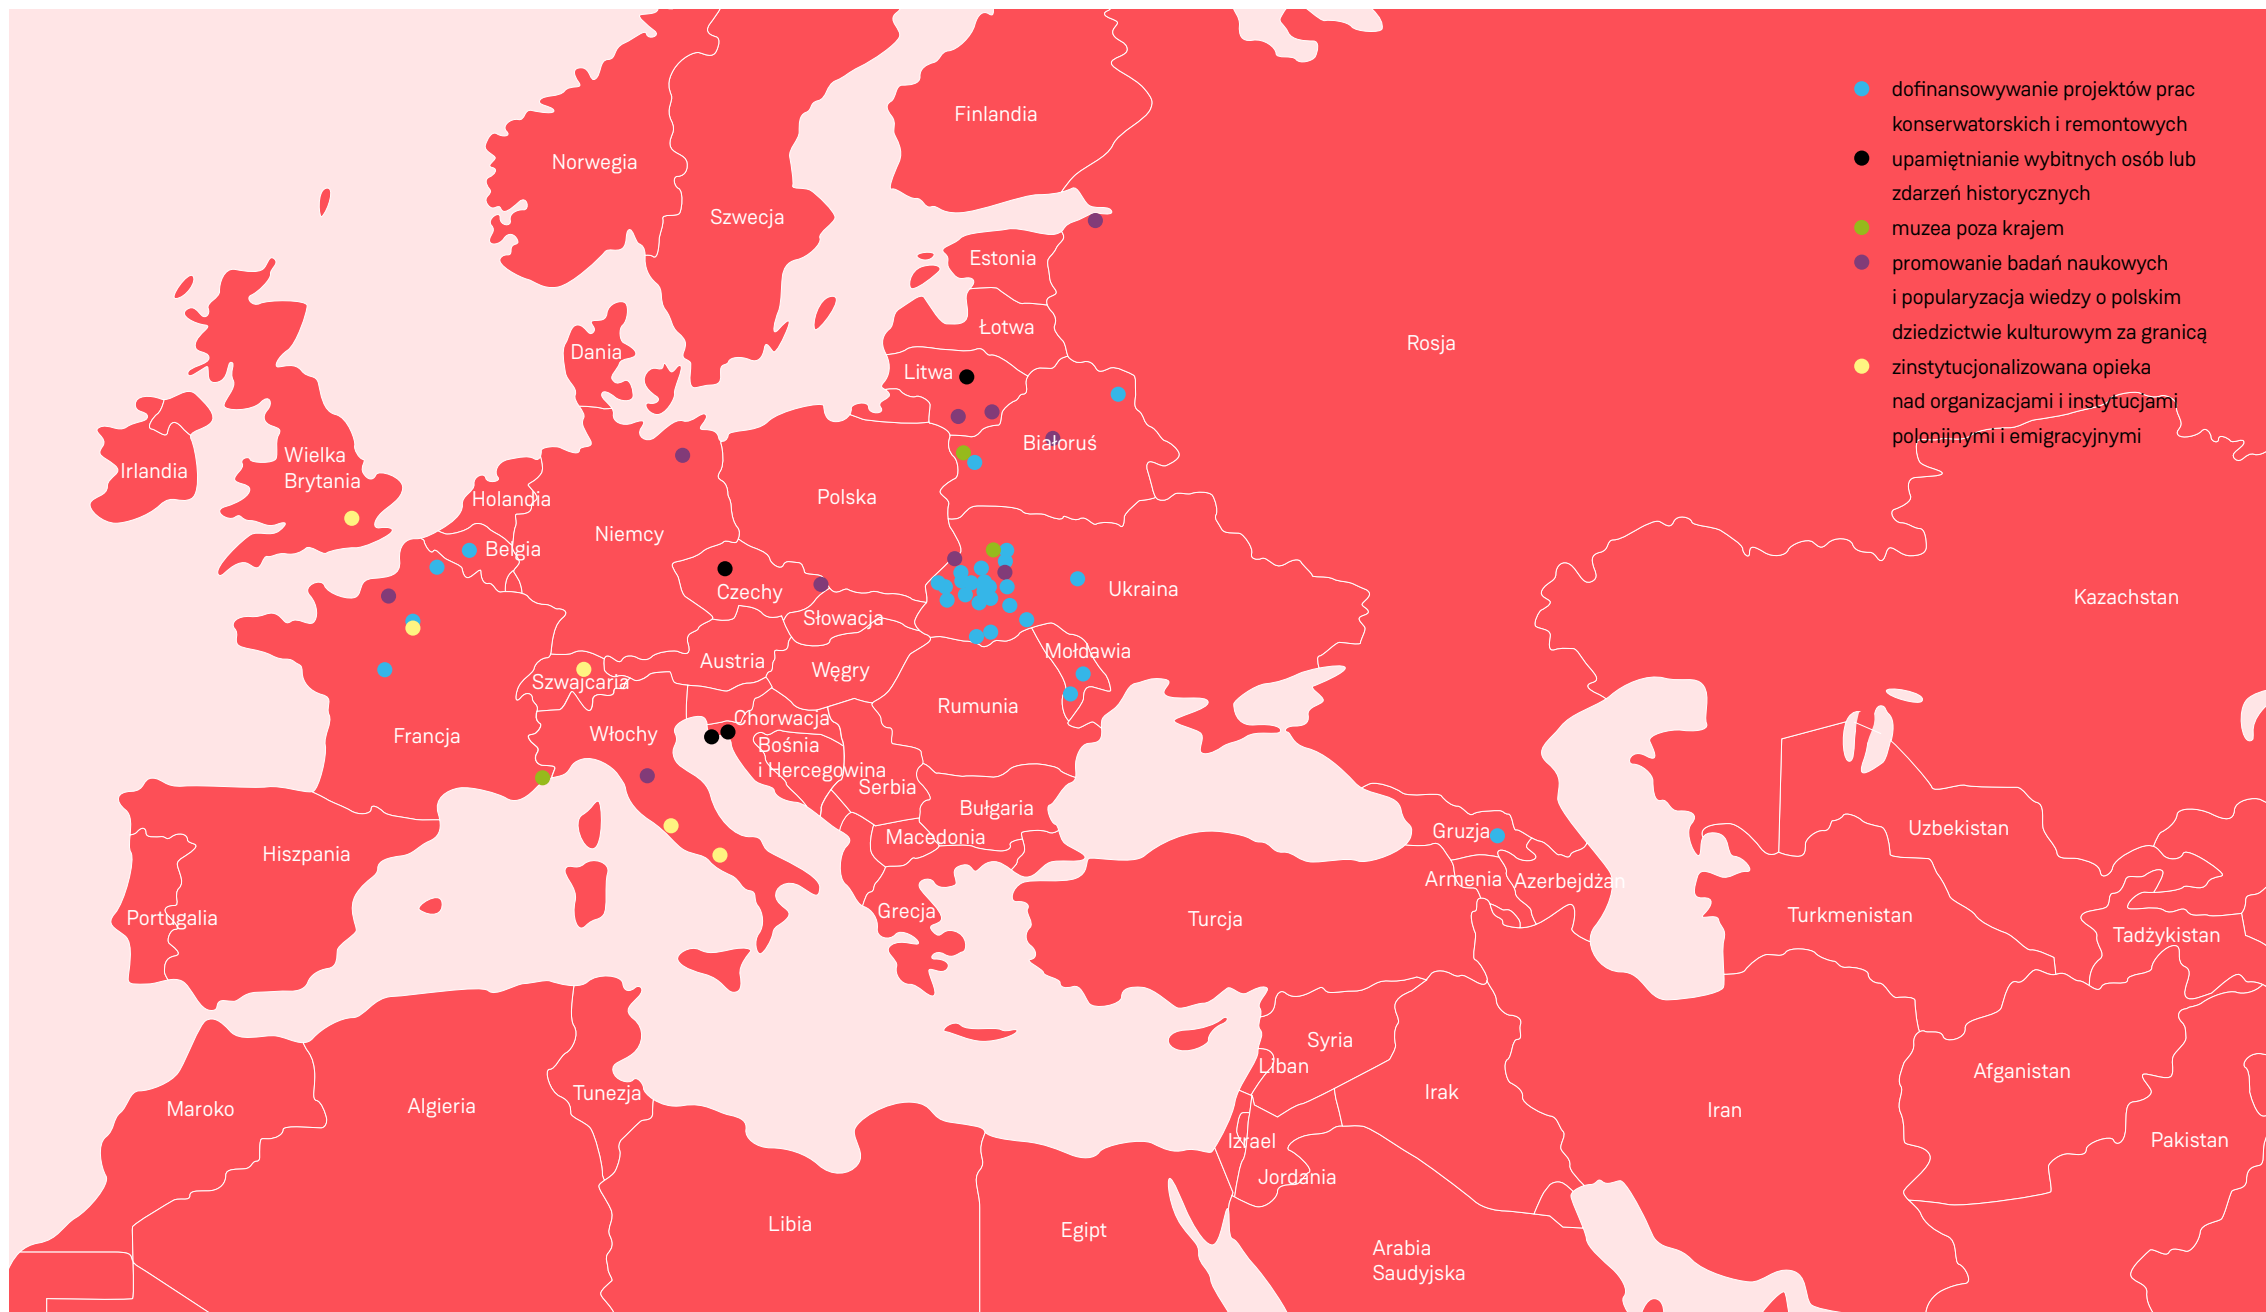 dofinansowywanie projektów prac
konserwatorskich i remontowych
upamiętnianie wybitnych osób lub
zdarzeń historycznych
muzea poza krajem
promowanie badań naukowych
i popularyzacja wiedzy o polskim
dziedzictwie kulturowym za granicą
zinstytucjonalizowana opieka
nad organizacjami i instytucjami
polonijnymi i emigracyjnymi
Finlandia
Norwegia
Szwecja
Estonia
Łotwa
Rosja
Dania
Litwa
Białoruś
Wielka
Brytania
Irlandia
Holandia
Polska
Niemcy
Belgia
Czechy
Ukraina
Kazachstan
Słowacja
Mołdawia
Austria
Węgry
Szwajcaria
Rumunia
Chorwacja
Francja
Włochy
Bośnia
i Hercegowina
Serbia
Bułgaria
Macedonia
Gruzja
Uzbekistan
Hiszpania
Armenia
Azerbejdżan
Portugalia
Grecja
Turcja
Turkmenistan
Tadżykistan
Syria
Liban
Afganistan
Tunezja
Irak
Maroko
Algieria
Iran
Izrael
Pakistan
Jordania
Libia
Egipt
Arabia
Saudyjska